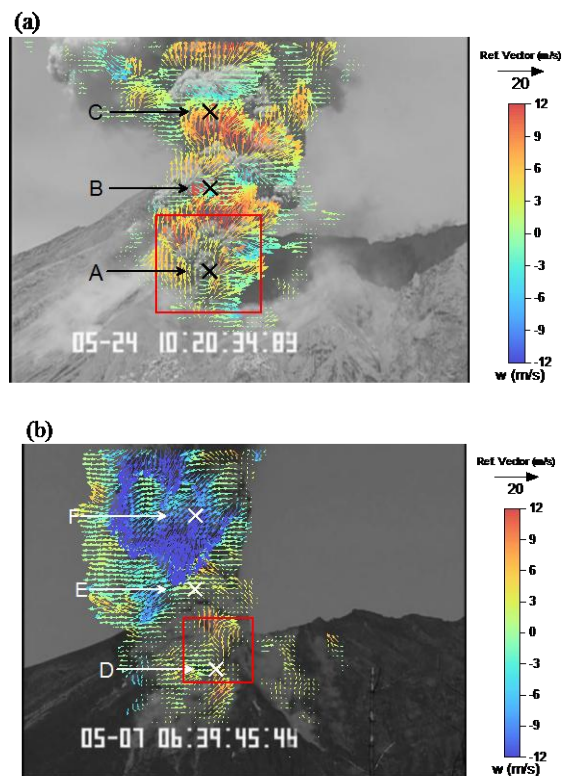 (a)
Ref. Vector (m/s)
20
C
B
A
12
9
6
3
0
-3
-6
-9
-12
w (m/s)
05-24 10:20:34:83
(b)
Ref. Vector (m/s)
20
F
E
D
12
9
6
3
0
-3
-6
-9
-12
w (m/s)
05-07 06:39:45:46